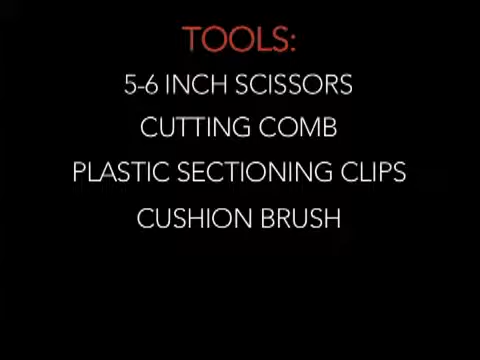 TOOLS:
5-6 INCH SCISSORS
CUTTING COMB
PLASTIC SECTIONING CLIPS
CUSHION BRUSH